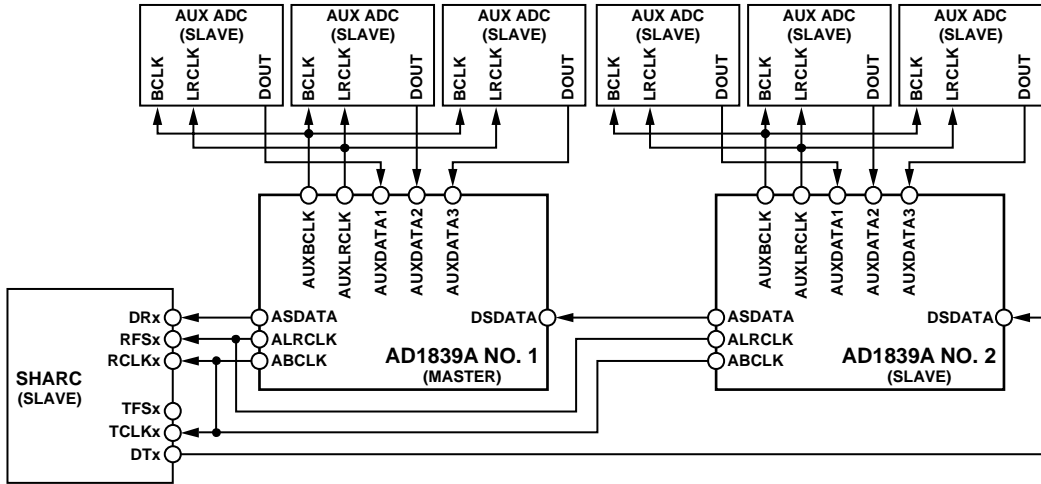 AUX ADC
(SLAVE)
BCLK
LRCLK
DOUT
AUX ADC
(SLAVE)
BCLK
LRCLK
DOUT
AUX ADC
(SLAVE)
BCLK
LRCLK
DOUT
AUX ADC
(SLAVE)
BCLK
LRCLK
DOUT
AUX ADC
(SLAVE)
BCLK
LRCLK
DOUT
AUX ADC
(SLAVE)
BCLK
LRCLK
DOUT
AUXBCLK
AUXLRCLK
AUXDATA1
AUXDATA2
AUXDATA3
ASDATA
ALRCLK
ABCLK
DSDATA
AD1839A NO. 1
(MASTER)
AUXBCLK
AUXLRCLK
AUXDATA1
AUXDATA2
AUXDATA3
ASDATA
ALRCLK
ABCLK
DSDATA
AD1839A NO. 2
(SLAVE)
DRx
RFSx
RCLKx
SHARC
(SLAVE)
TFSx
TCLKx
DTx